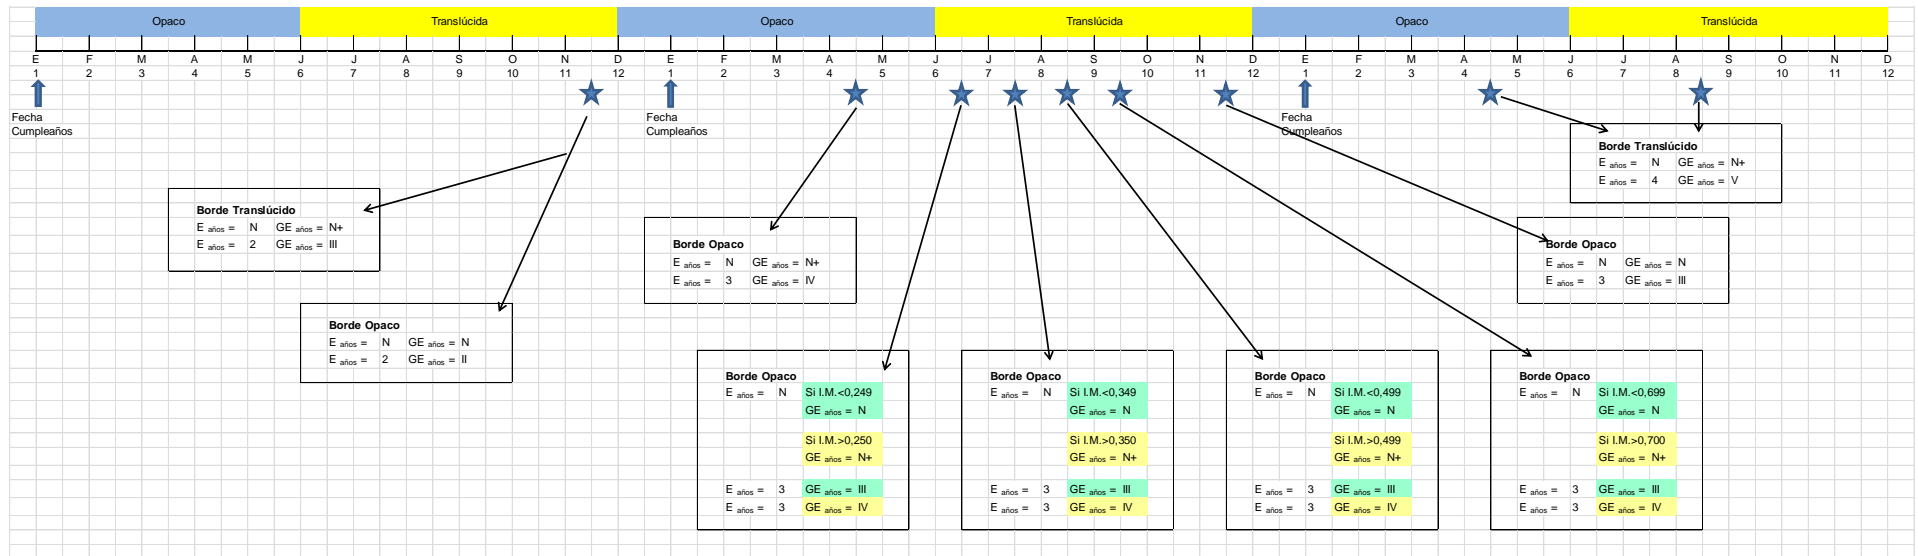 Opaco Translúcida Opaco Translúcida Opaco Translúcida
E F M A M J J A S O N D E F M A M J J A S O N D E F M A M J J A S O N D
1 2 3 4 5 6 7 8 9 10 11 12 1 2 3 4 5 6 7 8 9 10 11 12 1 2 3 4 5 6 7 8 9 10 11 12
Fecha
Cumpleaños
Fecha
Cumpleaños
Fecha
Cumpleaños
Borde Translúcido
E años = N GE años = N+
E años = 4 GE años = V
Borde Translúcido
E años = N GE años = N+
E años = 2 GE años = III
Borde Opaco
E años = N GE años = N+
E años = 3 GE años = IV
Borde Opaco
E años = N GE años = N
E años = 3 GE años = III
Borde Opaco
E años = N GE años = N
E años = 2 GE años = II
Borde Opaco
E años = N Si I.M.<0,249
GE años = N
Si I.M.>0,250
GE años = N+
E años = 3 GE años = III
E años = 3 GE años = IV
Borde Opaco
E años = N Si I.M.<0,349
GE años = N
Si I.M.>0,350
GE años = N+
E años = 3 GE años = III
E años = 3 GE años = IV
Borde Opaco
E años = N Si I.M.<0,499
GE años = N
Si I.M.>0,499
GE años = N+
E años = 3 GE años = III
E años = 3 GE años = IV
Borde Opaco
E años = N Si I.M.<0,699
GE años = N
Si I.M.>0,700
GE años = N+
E años = 3 GE años = III
E años = 3 GE años = IV